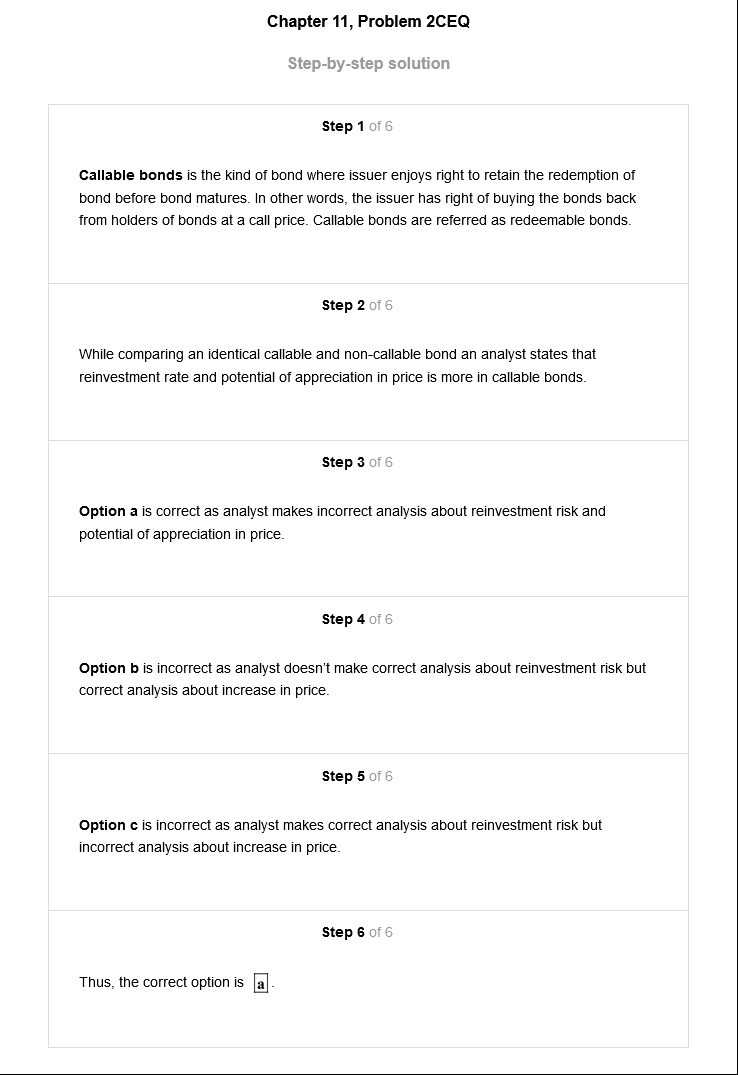 Chapter 11, Problem 2CEQ
Step-by-step solution
Step 1 of 6
Callable bonds is the kind of bond where issuer enjoys right to retain the redemption of
bond before bond matures. In other words, the issuer has right of buying the bonds back
from holders of bonds at a call price. Callable bonds are referred as redeemable bonds.
Step 2 of 6
While comparing an identical callable and non-callable bond an analyst states that
reinvestment rate and potential of appreciation in price is more in callable bonds.
Step 3 of 6
Option a is correct as analyst makes incorrect analysis about reinvestment risk and
potential of appreciation in price.
Step 4 of 6
Option b is incorrect as analyst doesn't make correct analysis about reinvestment risk but
correct analysis about increase in price.
Step 5 of 6
Option c is incorrect as analyst makes correct analysis about reinvestment risk but
incorrect analysis about increase in price.
Step 6 of 6
Thus, the correct option is a.